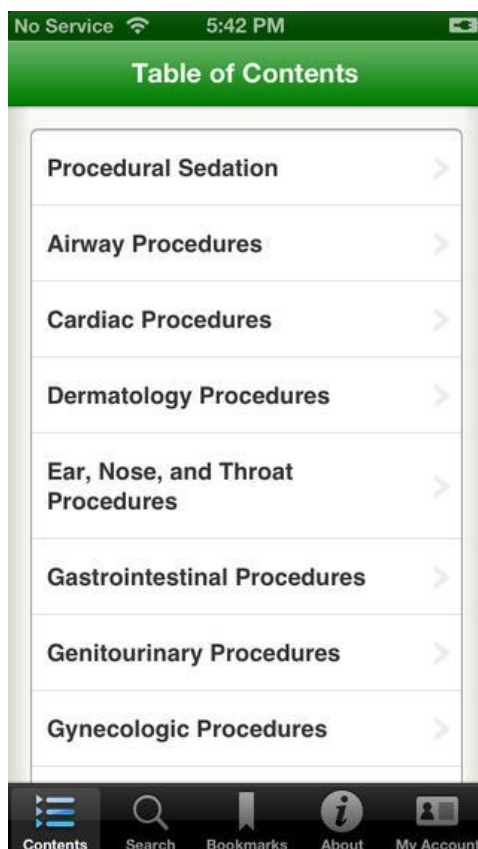 No Service 5:42 PM
Table of Contents
Procedural Sedation
Airway Procedures
Cardiac Procedures
Dermatology Procedures
Ear, Nose, and Throat
Procedures
Gastrointestinal Procedures
Genitourinary Procedures
Gynecologic Procedures
Contents Search Bookmarks About My Account